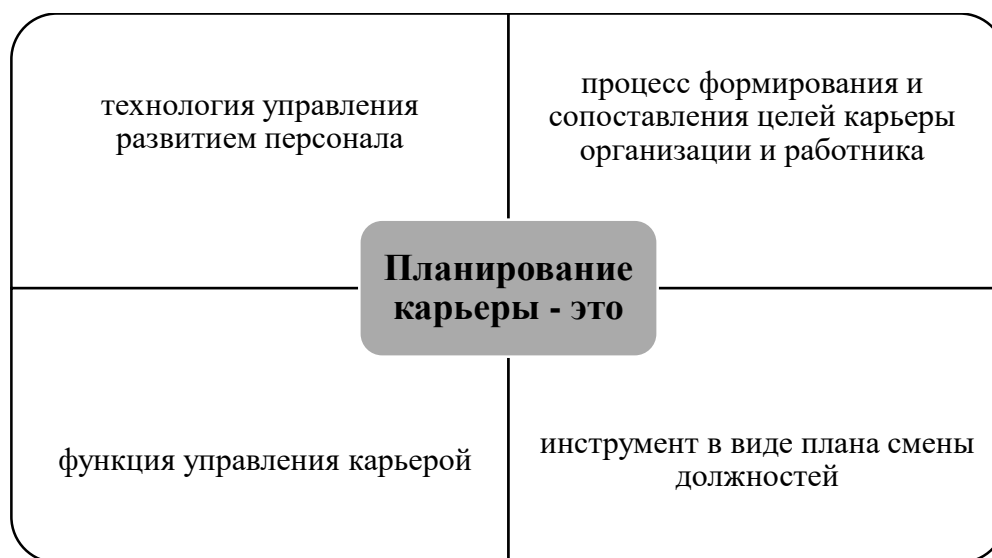 технология управления
развитием персонала
процесс формирования и
сопоставления целей карьеры
организации и работника
Планирование
карьеры - это
функция управления карьерой
инструмент в виде плана смены
должностей